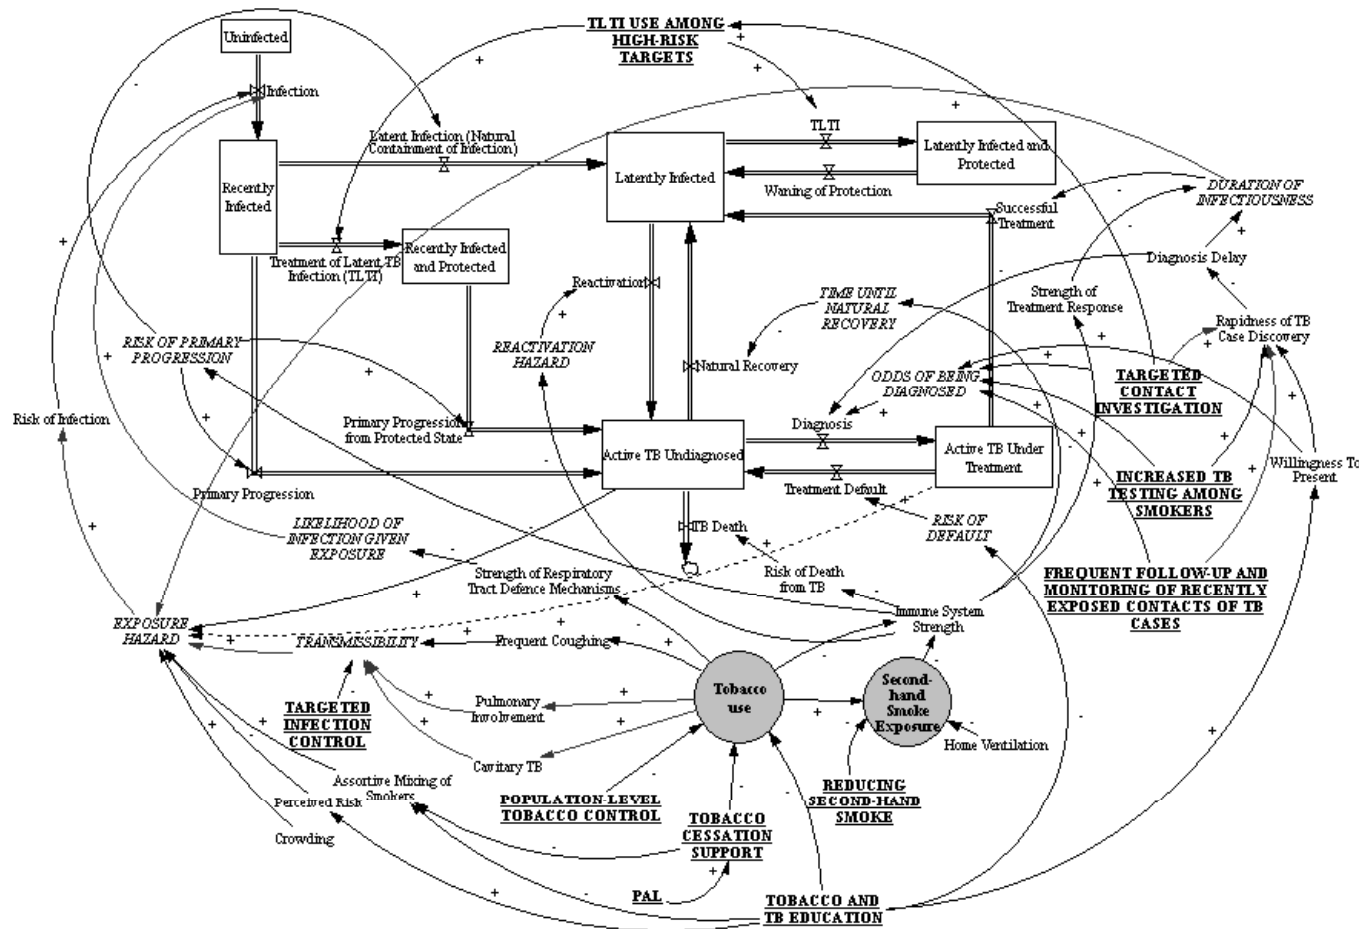 Uninfected
Infection
TLTI USE AMONG
HIGH-RISK
TARGETS
Latent Infection (Natural
Containment of Infection)
TLTI
Recently
Infected
Latently Infected
Latently Infected and
Protected
Waning of Protection
DURATION OF
INFECTIOUSNESS
Successful
Treatment
Treatment of Latent TB
Infection (TLTI)
Recently Infected
and Protected
Diagnosis Delay
Reactivation
TIME UNTIL
NATURAL
RECOVERY
Strength of
Treatment Response
Rapidness of TB
Case Discovery
RISK OF PRIMARY
PROGRESSION
REACTIVATION
HAZARD
Natural Recovery
ODDS OF BEING
DIAGNOSED
TARGETED
CONTACT
INVESTIGATION
Risk of Infection
Primary Progression
from Protected State
Diagnosis
Active TB Undiagnosed
Active TB Under
Treatment
Primary Progression
Treatment Default
INCREASED TB
TESTING AMONG
SMOKERS
Willingness To
Present
LIKELIHOOD OF
INFECTION GIVEN
EXPOSURE
TB Death
RISK OF
DEFAULT
Strength of Respiratory
Tract Defence Mechanisms
Risk of Death
from TB
FREQUENT FOLLOW-UP AND
MONITORING OF RECENTLY
EXPOSED CONTACTS OF TB
CASES
Immune System
Strength
EXPOSURE
HAZARD
TRANSMISSIBILITY
Frequent Coughing
Tobacco
use
Second-
hand
Smoke
Exposure
TARGETED
INFECTION
CONTROL
Pulmonary
Involvement
Home Ventilation
Cavitary TB
Assortive Mixing of
Smokers
Perceived Risk
Crowding
POPULATION-LEVEL
TOBACCO CONTROL
TOBACCO
CESSATION
SUPPORT
REDUCING
SECOND-HAND
SMOKE
PAL
TOBACCO AND
TB EDUCATION